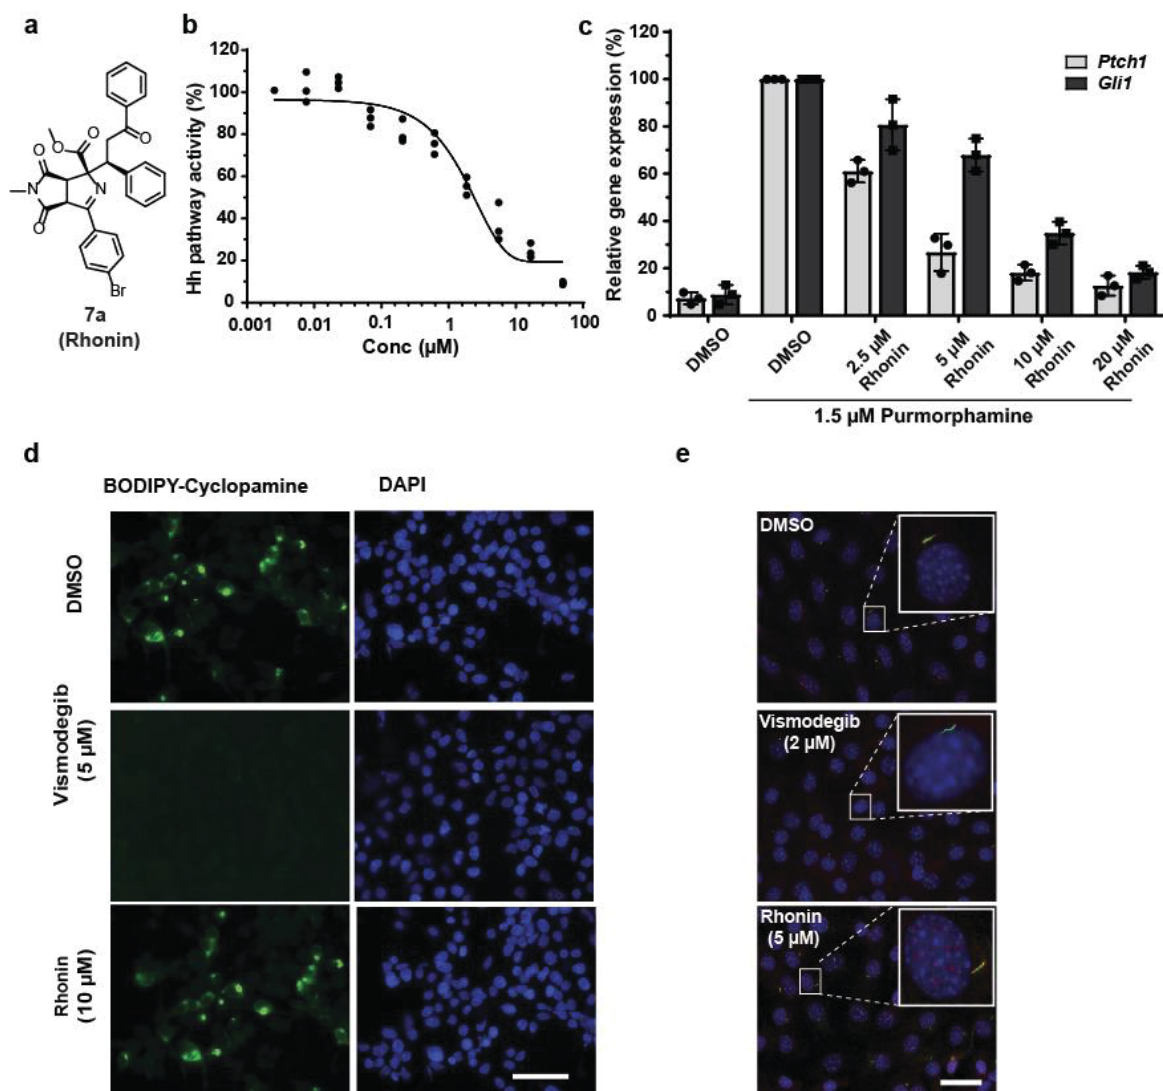 a
O
O
O
O
N
N
O
Br
7a
(Rhonin)
b
Hh pathway activity (%)
120
100
80
60
40
20
0
0.001
0.01
0.1
1
10
100
Conc (µM)
c
Relative gene expression (%)
120
100
80
60
40
20
0
Ptch1
Gli1
DMSO
DMSO
2.5 µM
Rhonin
5 µM
Rhonin
10 µM
Rhonin
20 µM
Rhonin
1.5 µM Purmorphamine
d
BODIPY-Cyclopamine
DAPI
DMSO
Vismodegib
(5 µM)
Rhonin
(10 µM)
e
DMSO
Vismodegib
(2 µM)
Rhonin
(5 µM)